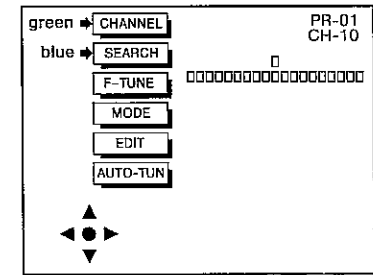 green CHANNEL
blue SEARCH
F-TUNE
MODE
EDIT
AUTO-TUN
PR-01
CH-10